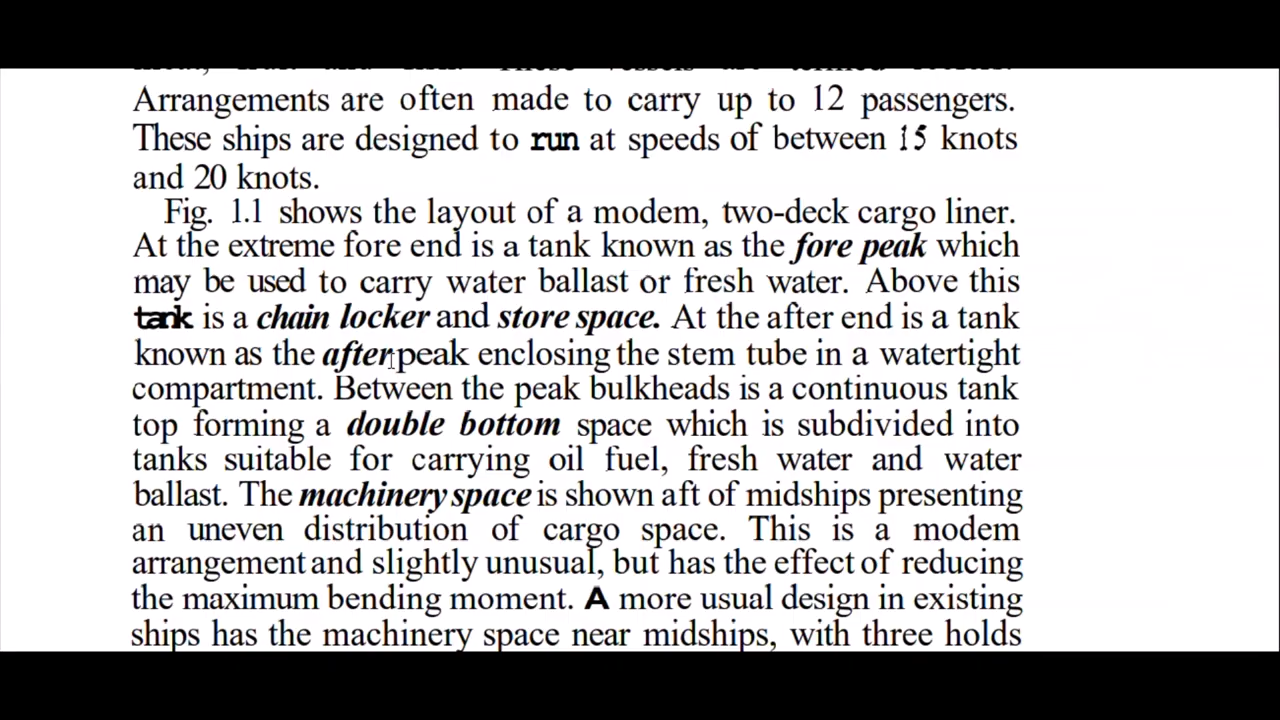 Arrangements are often made to carry up to 12 passengers.
These ships are designed to run at speeds of between 15 knots
and 20 knots.
Fig. 1.1 shows the layout of a modem, two-deck cargo liner.
At the extreme fore end is a tank known as the fore peak which
may be used to carry water ballast or fresh water. Above this
tank is a chain locker and store space. At the after end is a tank
known as the after peak enclosing the stem tube in a watertight
compartment. Between the peak bulkheads is a continuous tank
top forming a double bottom space which is subdivided into
tanks suitable for carrying oil fuel, fresh water and water
ballast. The machinery space is shown aft of midships presenting
an uneven distribution of cargo space. This is a modem
arrangement and slightly unusual, but has the effect of reducing
the maximum bending moment. A more usual design in existing
ships has the machinery space near midships, with three holds